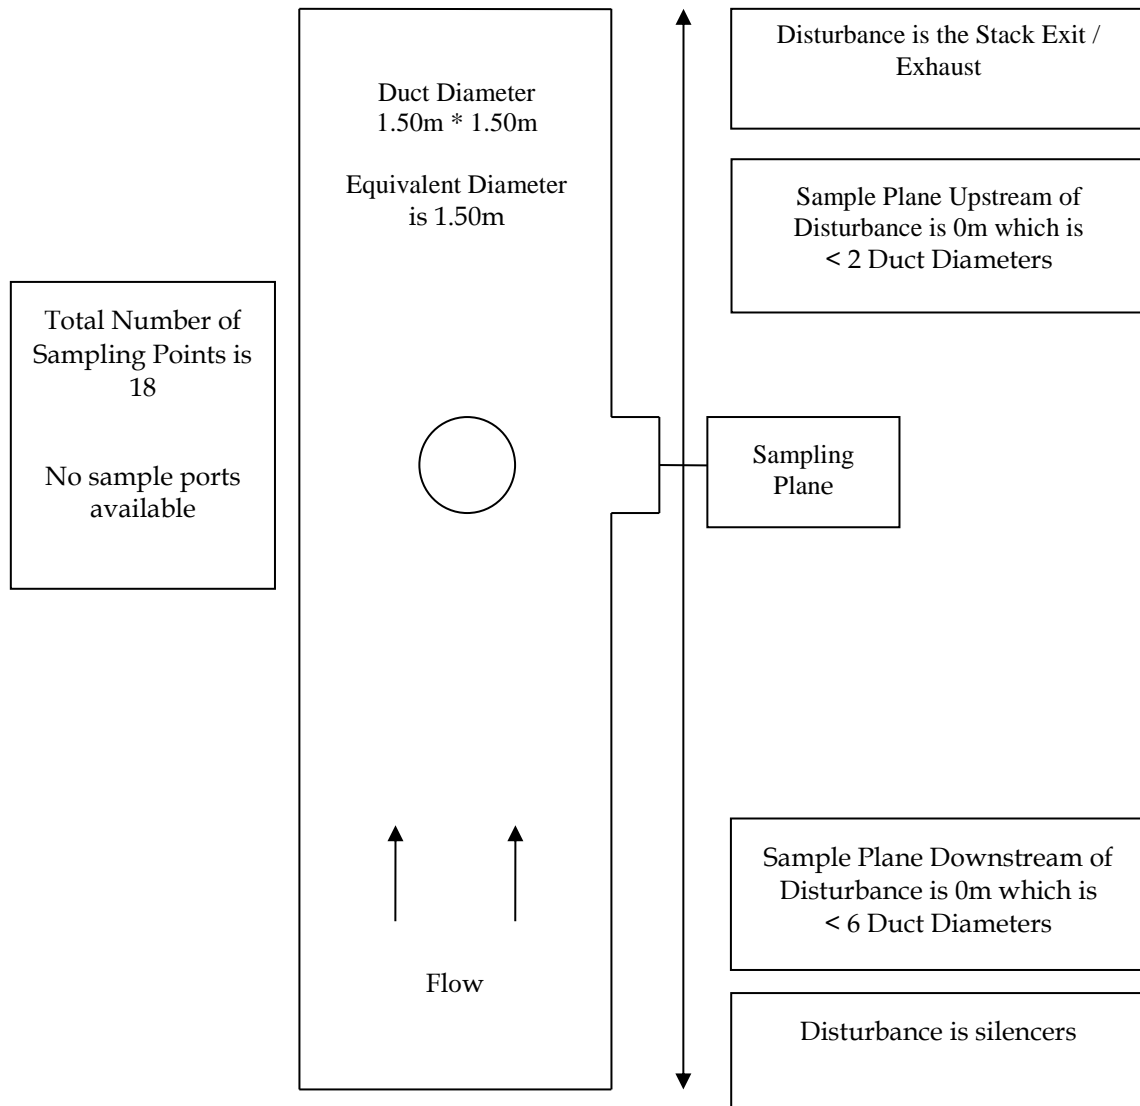 Duct Diameter
1.50m * 1.50m
Equivalent Diameter
is 1.50m
Disturbance is the Stack Exit /
Exhaust
Sample Plane Upstream of
Disturbance is 0m which is
< 2 Duct Diameters
Total Number of
Sampling Points is
18
No sample ports
available
Sampling
Plane
Sample Plane Downstream of
Disturbance is 0m which is
< 6 Duct Diameters
Flow
Disturbance is silencers